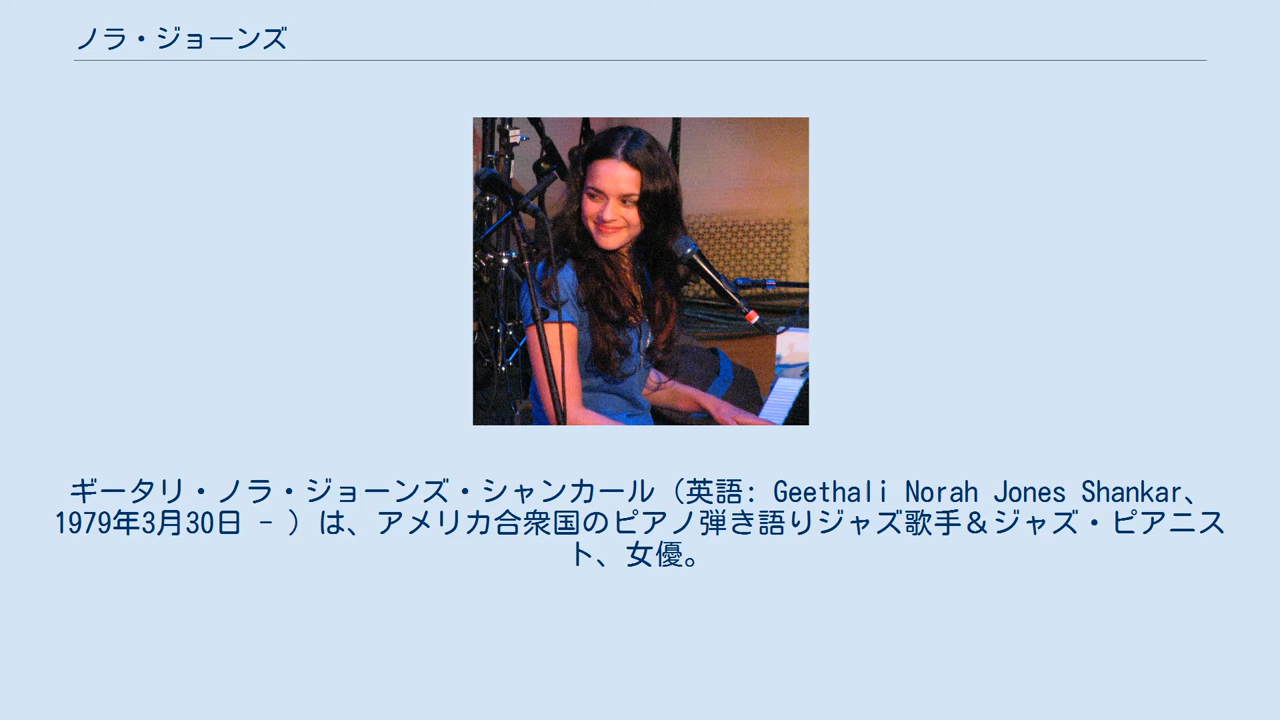 ノラ・ジョーンズ
ギータリ・ノラ・ジョーンズ・シャンカール（英語: Geethali Norah Jones Shankar、
1979年3月30日 - ）は、アメリカ合衆国のピアノ弾き語りジャズ歌手＆ジャズ・ピアニス
ト、女優。